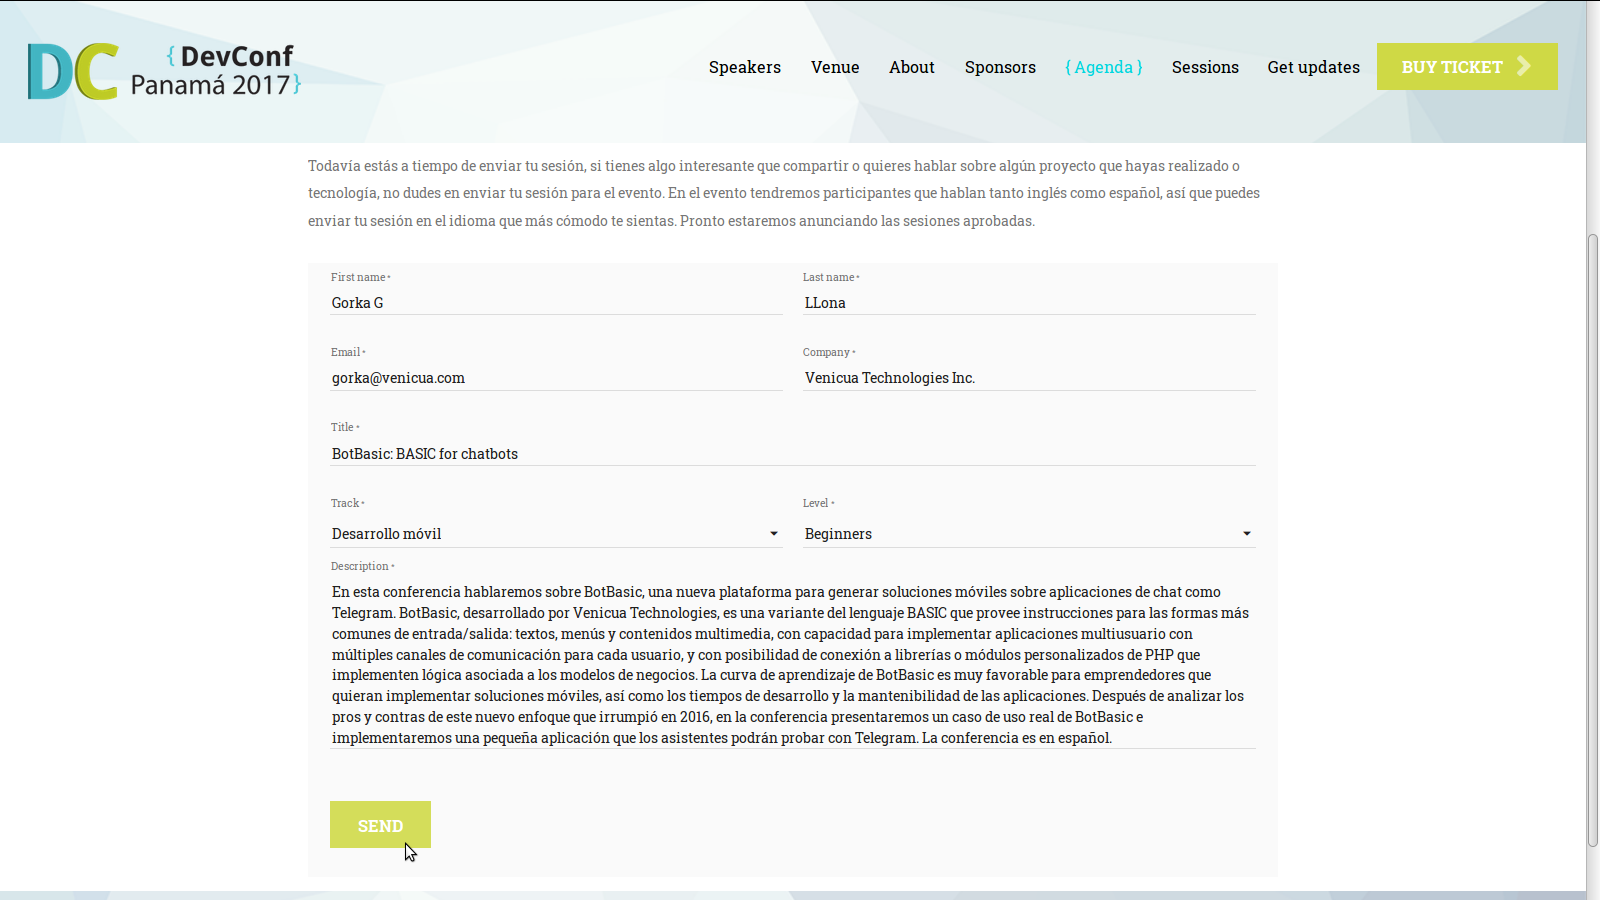 DC { DevConf
Panamá 2017 }
Speakers Venue About Sponsors { Agenda } Sessions Get updates BUY TICKET
Todavía estás a tiempo de enviar tu sesión, si tienes algo interesante que compartir o quieres hablar sobre algún proyecto que hayas realizado o
tecnología, no dudes en enviar tu sesión para el evento. En el evento tendremos participantes que hablan tanto inglés como español, así que puedes
enviar tu sesión en el idioma que más cómodo te sientas. Pronto estaremos anunciando las sesiones aprobadas.
First name * Last name *
Gorka G LLona
Email * Company *
gorka@venicua.com Venicua Technologies Inc.
Title *
BotBasic: BASIC for chatbots
Track * Level *
Desarrollo móvil Beginners
Description *
En esta conferencia hablaremos sobre BotBasic, una nueva plataforma para generar soluciones móviles sobre aplicaciones de chat como
Telegram. BotBasic, desarrollado por Venicua Technologies, es una variante del lenguaje BASIC que provee instrucciones para las formas más
comunes de entrada/salida: textos, menús y contenidos multimedia, con capacidad para implementar aplicaciones multiusuario con
múltiples canales de comunicación para cada usuario, y con posibilidad de conexión a librerías o módulos personalizados de PHP que
implementen lógica asociada a los modelos de negocios. La curva de aprendizaje de BotBasic es muy favorable para emprendedores que
quieran implementar soluciones móviles, así como los tiempos de desarrollo y la mantenibilidad de las aplicaciones. Después de analizar los
pros y contras de este nuevo enfoque que irrumpió en 2016, en la conferencia presentaremos un caso de uso real de BotBasic e
implementaremos una pequeña aplicación que los asistentes podrán probar con Telegram. La conferencia es en español.
SEND